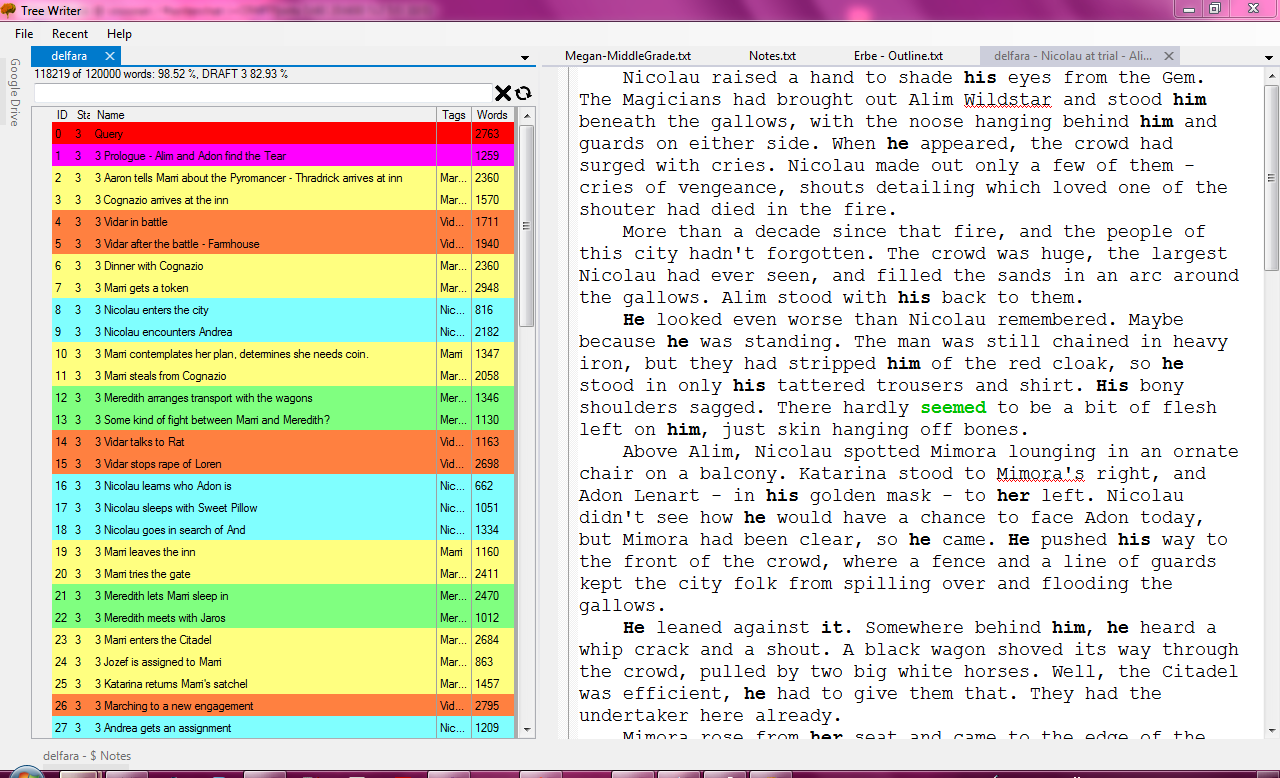 Tree Writer
File Recent Help
Google Drive
delfara
118219 of 120000 words: 98.52 %, DRAFT 3 82.93 %
ID Sta Name Tags Words
0 3 Query 2763
1 3 3 Prologue - Alim and Adon find the Tear 1259
2 3 3 Aaron tells Marri about the Pyromancer - Thradrick arrives at inn Mar... 2360
3 3 3 Cognazio arrives at the inn Mar... 1570
4 3 3 Vidar in battle Vid... 1711
5 3 3 Vidar after the battle - Farmhouse Vid... 1940
6 3 3 Dinner with Cognazio Mar... 2360
7 3 3 Marri gets a token Mar... 2948
8 3 3 Nicolau enters the city Nic... 816
9 3 3 Nicolau encounters Andrea Nic... 2182
10 3 3 Marri contemplates her plan, determines she needs coin. Marri 1347
11 3 3 Marri steals from Cognazio Mar... 2058
12 3 3 Meredith arranges transport with the wagons Mer... 1346
13 3 3 Some kind of fight between Marri and Meredith? Mer... 1130
14 3 3 Vidar talks to Rat Vid... 1163
15 3 3 Vidar stops rape of Loren Vid... 2698
16 3 3 Nicolau learns who Adon is Nic... 662
17 3 3 Nicolau sleeps with Sweet Pillow Nic... 1051
18 3 3 Nicolau goes in search of And Nic... 1334
19 3 3 Marri leaves the inn Marri 1160
20 3 3 Marri tries the gate Mar... 2411
21 3 3 Meredith lets Marri sleep in Mer... 2470
22 3 3 Meredith meets with Jaros Mer... 1012
23 3 3 Marri enters the Citadel Mar... 2684
24 3 3 Jozef is assigned to Marri Mar... 863
25 3 3 Katarina returns Marri's satchel Mar... 1457
26 3 3 Marching to a new engagement Vid... 2795
27 3 3 Andrea gets an assignment Nic... 1209
delfara - $ Notes
Megan-MiddleGrade.txt Notes.txt Erbe - Outline.txt delfara - Nicolau at trial - Ali...
Nicolau raised a hand to shade his eyes from the Gem.
The Magicians had brought out Alim Wildstar and stood him
beneath the gallows, with the noose hanging behind him and
guards on either side. When he appeared, the crowd had
surged with cries. Nicolau made out only a few of them -
cries of vengeance, shouts detailing which loved one of the
shouter had died in the fire.
More than a decade since that fire, and the people of
this city hadn't forgotten. The crowd was huge, the largest
Nicolau had ever seen, and filled the sands in an arc around
the gallows. Alim stood with his back to them.
He looked even worse than Nicolau remembered. Maybe
because he was standing. The man was still chained in heavy
iron, but they had stripped him of the red cloak, so he
stood in only his tattered trousers and shirt. His bony
shoulders sagged. There hardly seemed to be a bit of flesh
left on him, just skin hanging off bones.
Above Alim, Nicolau spotted Mimora lounging in an ornate
chair on a balcony. Katarina stood to Mimora's right, and
Adon Lenart - in his golden mask - to her left. Nicolau
didn't see how he would have a chance to face Adon today,
but Mimora had been clear, so he came. He pushed his way to
the front of the crowd, where a fence and a line of guards
kept the city folk from spilling over and flooding the
gallows.
He leaned against it. Somewhere behind him, he heard a
whip crack and a shout. A black wagon shoved its way through
the crowd, pulled by two big white horses. Well, the Citadel
was efficient, he had to give them that. They had the
undertaker here already.
Mimora rose from her seat and came to the edge of the